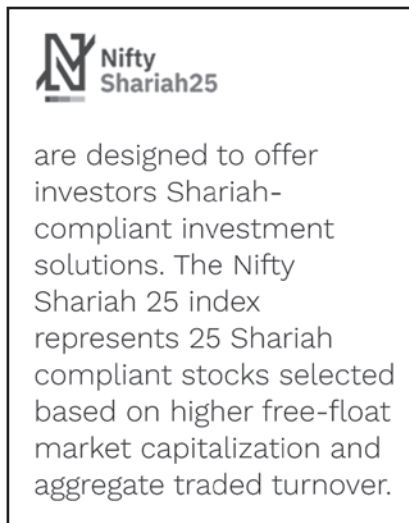 Nifty
Shariah25
are designed to offer
investors Shariah-
compliant investment
solutions. The Nifty
Shariah 25 index
represents 25 Shariah
compliant stocks selected
based on higher free-float
market capitalization and
aggregate traded turnover.